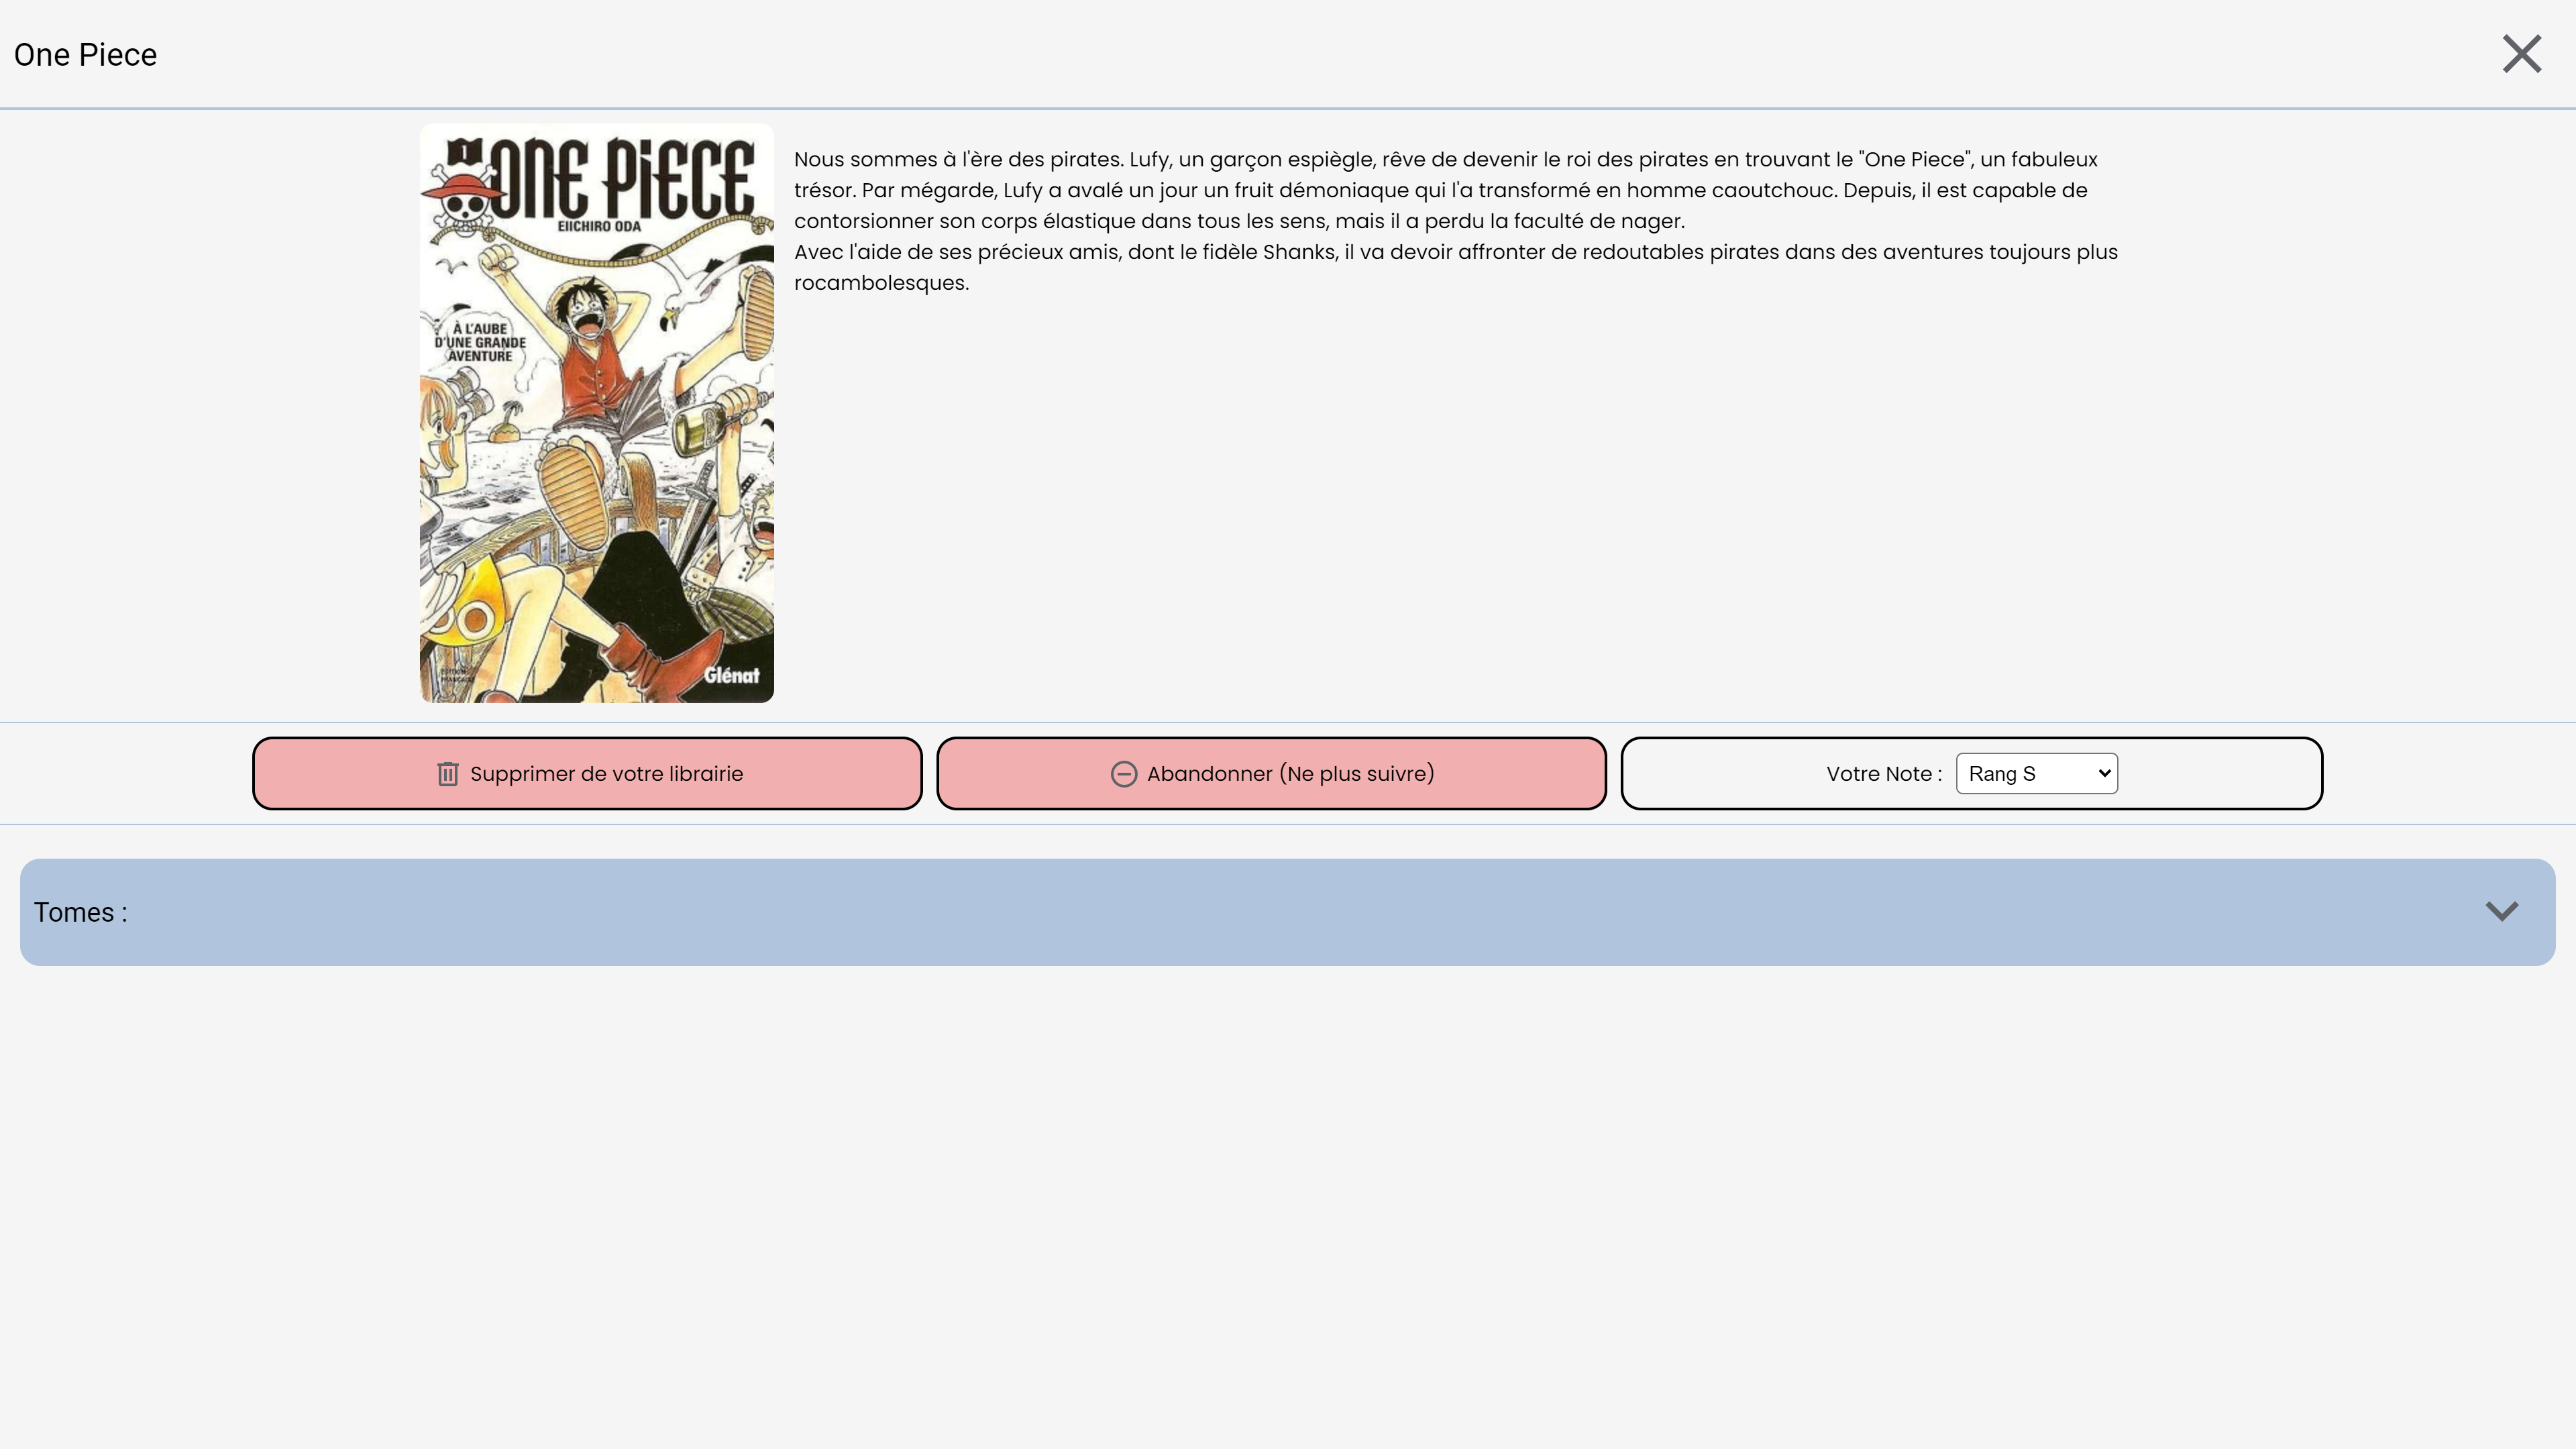 One Piece
1
ONE PIECE
EIICHIRO ODA
À L'AUBE
D'UNE GRANDE
AVENTURE
Glénat
Nous sommes à l'ère des pirates. Lufy, un garçon espiègle, rêve de devenir le roi des pirates en trouvant le "One Piece", un fabuleux
trésor. Par mégarde, Lufy a avalé un jour un fruit démoniaque qui l'a transformé en homme caoutchouc. Depuis, il est capable de
contorsionner son corps élastique dans tous les sens, mais il a perdu la faculté de nager.
Avec l'aide de ses précieux amis, dont le fidèle Shanks, il va devoir affronter de redoutables pirates dans des aventures toujours plus
rocambolesques.
Supprimer de votre librairie
Abandonner (Ne plus suivre)
Votre Note :
Rang S
Tomes :